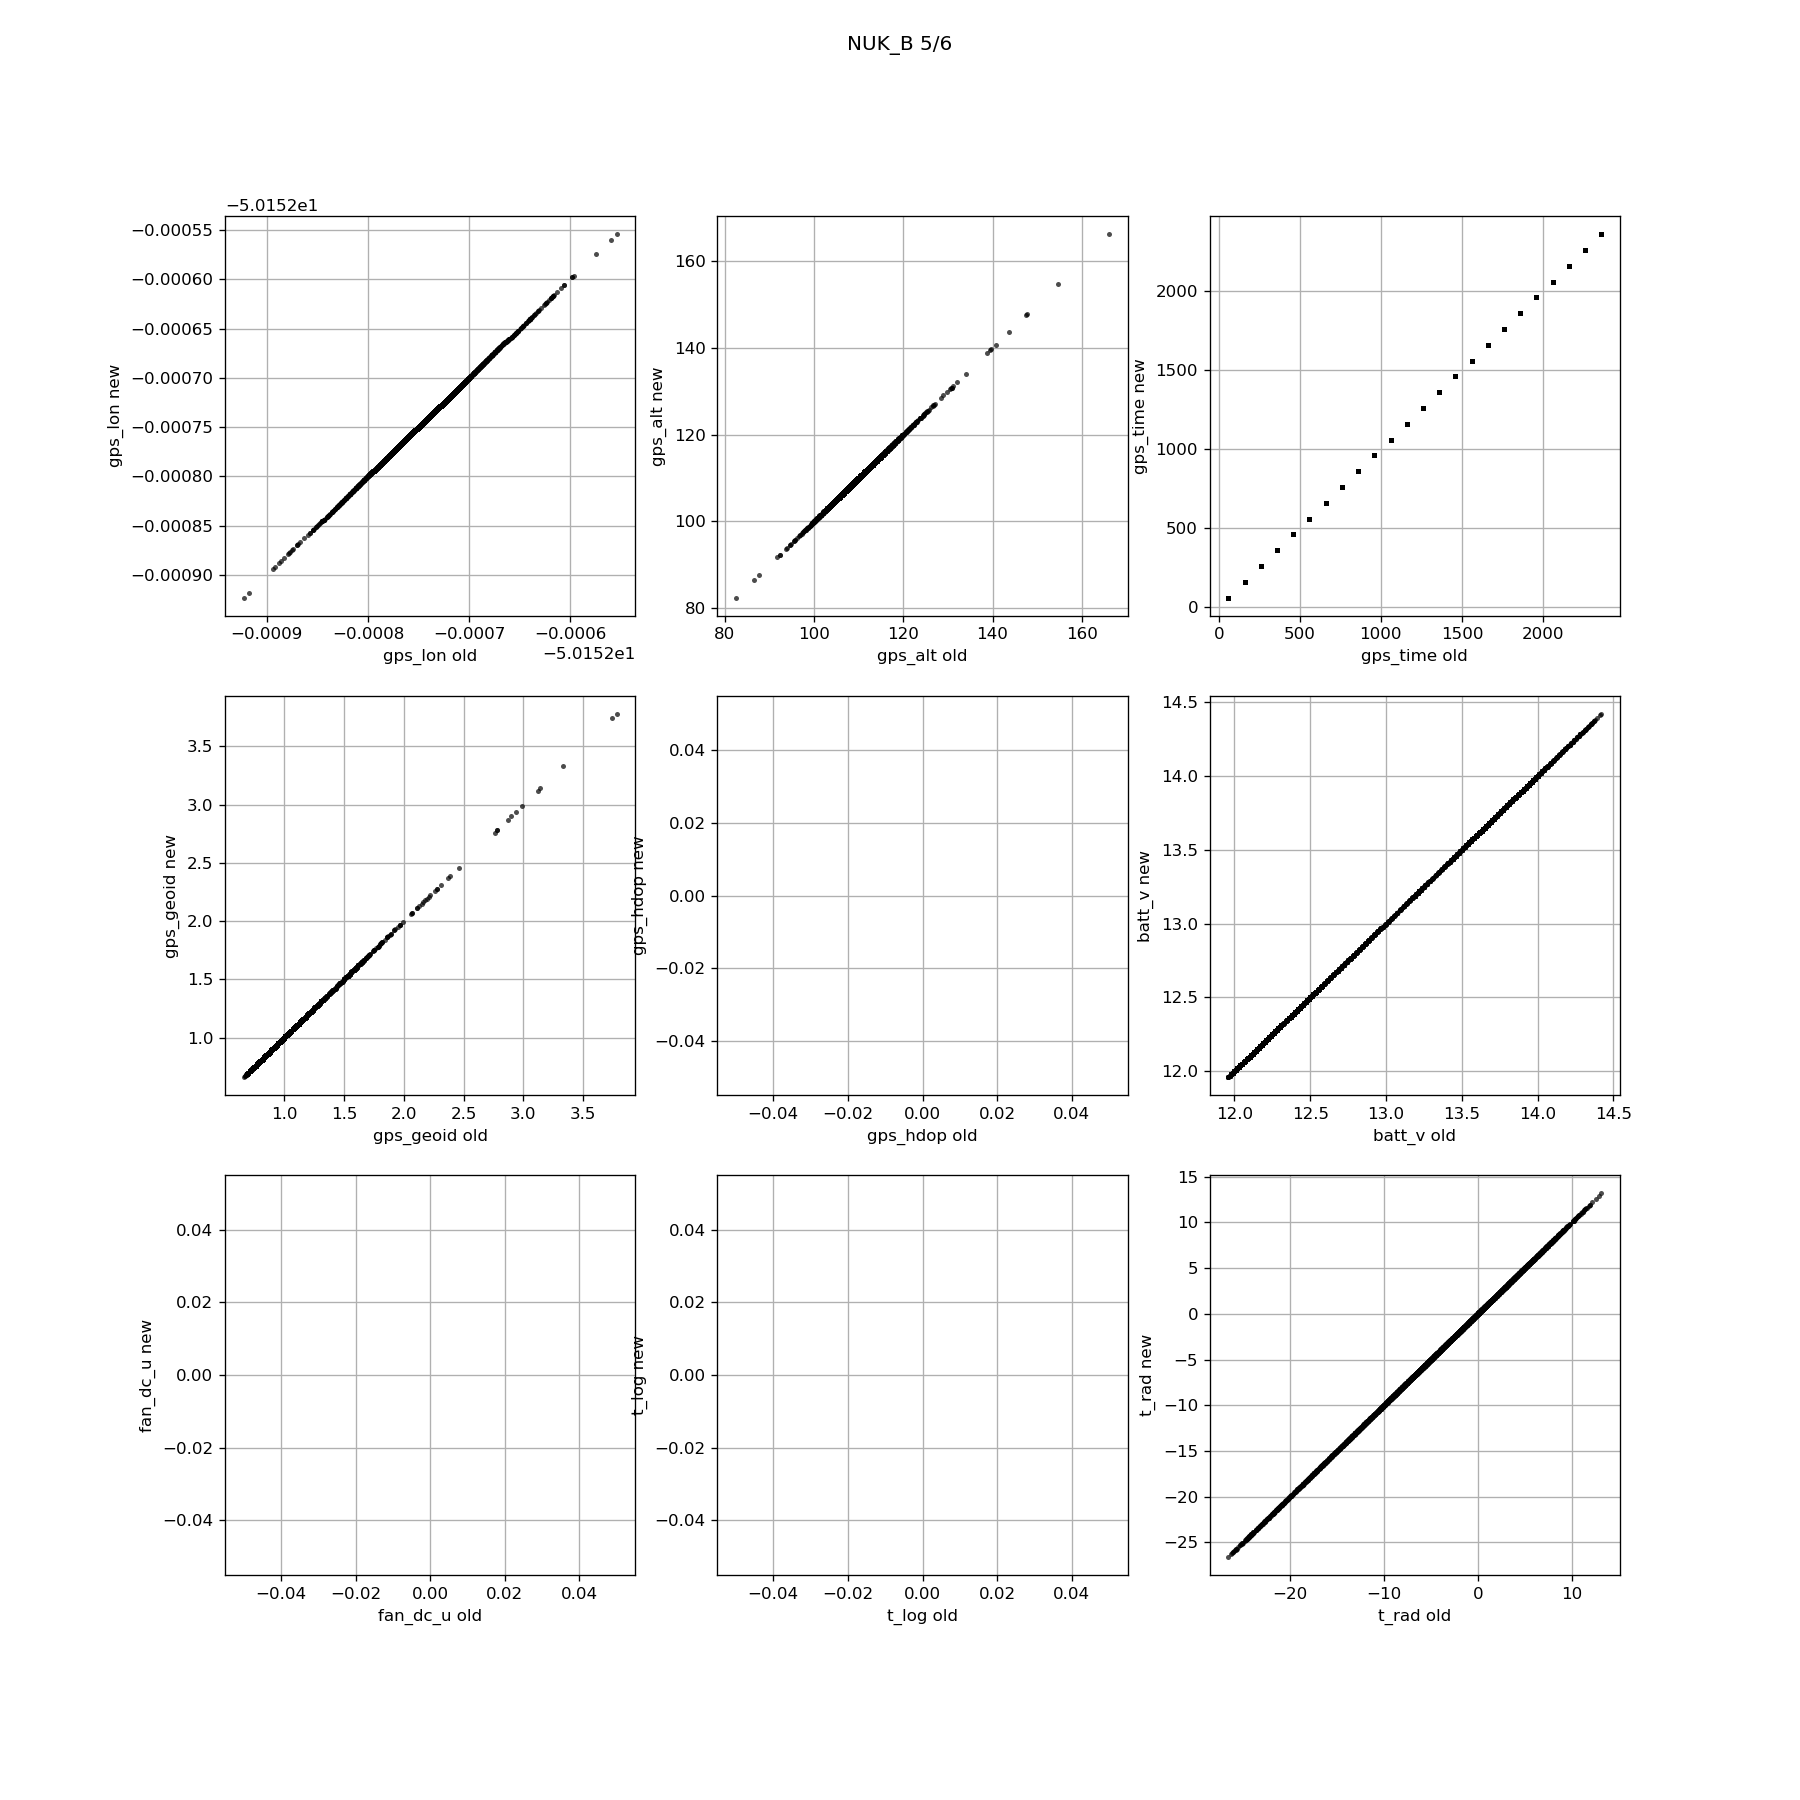 NUK_B 5/6
−5.0152e1
−0.00055
−0.00060
−0.00065
−0.00070
−0.00075
−0.00080
−0.00085
−0.00090
gps_lon new
−0.0009 −0.0008 −0.0007 −0.0006
gps_lon old
−5.0152e1
160
140
120
100
80
gps_alt new
80 100 120 140 160
gps_alt old
2000
1500
1000
500
0
gps_time new
0 500 1000 1500 2000
gps_time old
3.5
3.0
2.5
2.0
1.5
1.0
gps_geoid new
1.0 1.5 2.0 2.5 3.0 3.5
gps_geoid old
0.04
0.02
0.00
−0.02
−0.04
gps_hdop new
−0.04 −0.02 0.00 0.02 0.04
gps_hdop old
14.5
14.0
13.5
13.0
12.5
12.0
batt_v new
12.0 12.5 13.0 13.5 14.0 14.5
batt_v old
0.04
0.02
0.00
−0.02
−0.04
fan_dc_u new
−0.04 −0.02 0.00 0.02 0.04
fan_dc_u old
0.04
0.02
0.00
−0.02
−0.04
t_log new
−0.04 −0.02 0.00 0.02 0.04
t_log old
15
10
5
0
−5
−10
−15
−20
−25
t_rad new
−20 −10 0 10
t_rad old